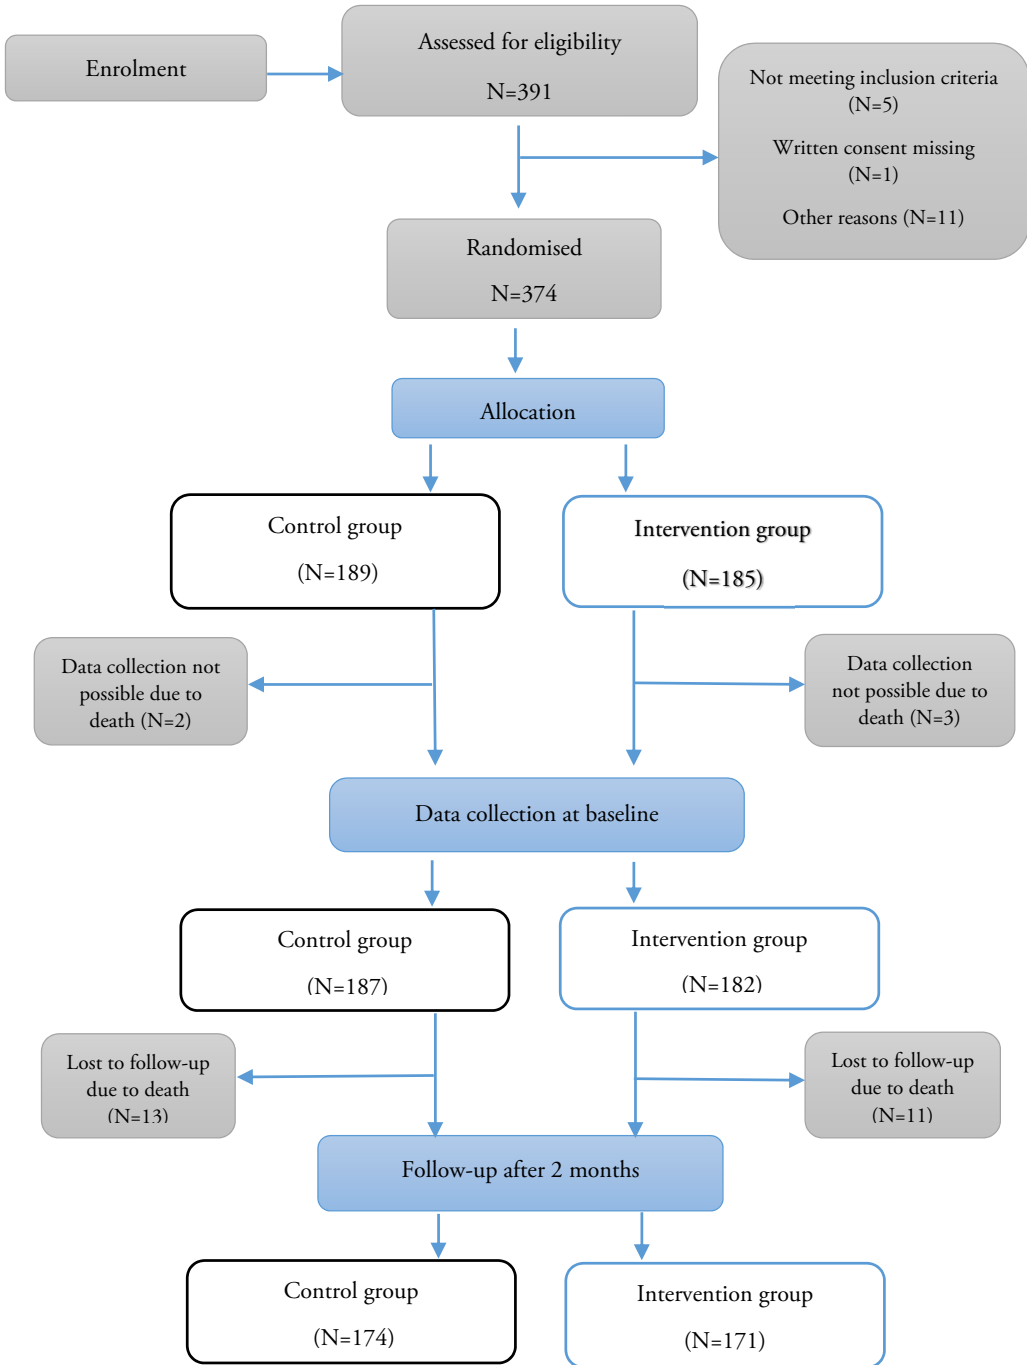 Enrolment
Assessed for eligibility
N=391
Not meeting inclusion criteria
(N=5)
Written consent missing
(N=1)
Other reasons (N=11)
Randomised
N=374
Allocation
Control group
(N=189)
Intervention group
(N=185)
Data collection not
possible due to
death (N=2)
Data collection
not possible due to
death (N=3)
Data collection at baseline
Control group
(N=187)
Intervention group
(N=182)
Lost to follow-up
due to death
(N=13)
Lost to follow-up
due to death
(N=11)
Follow-up after 2 months
Control group
(N=174)
Intervention group
(N=171)